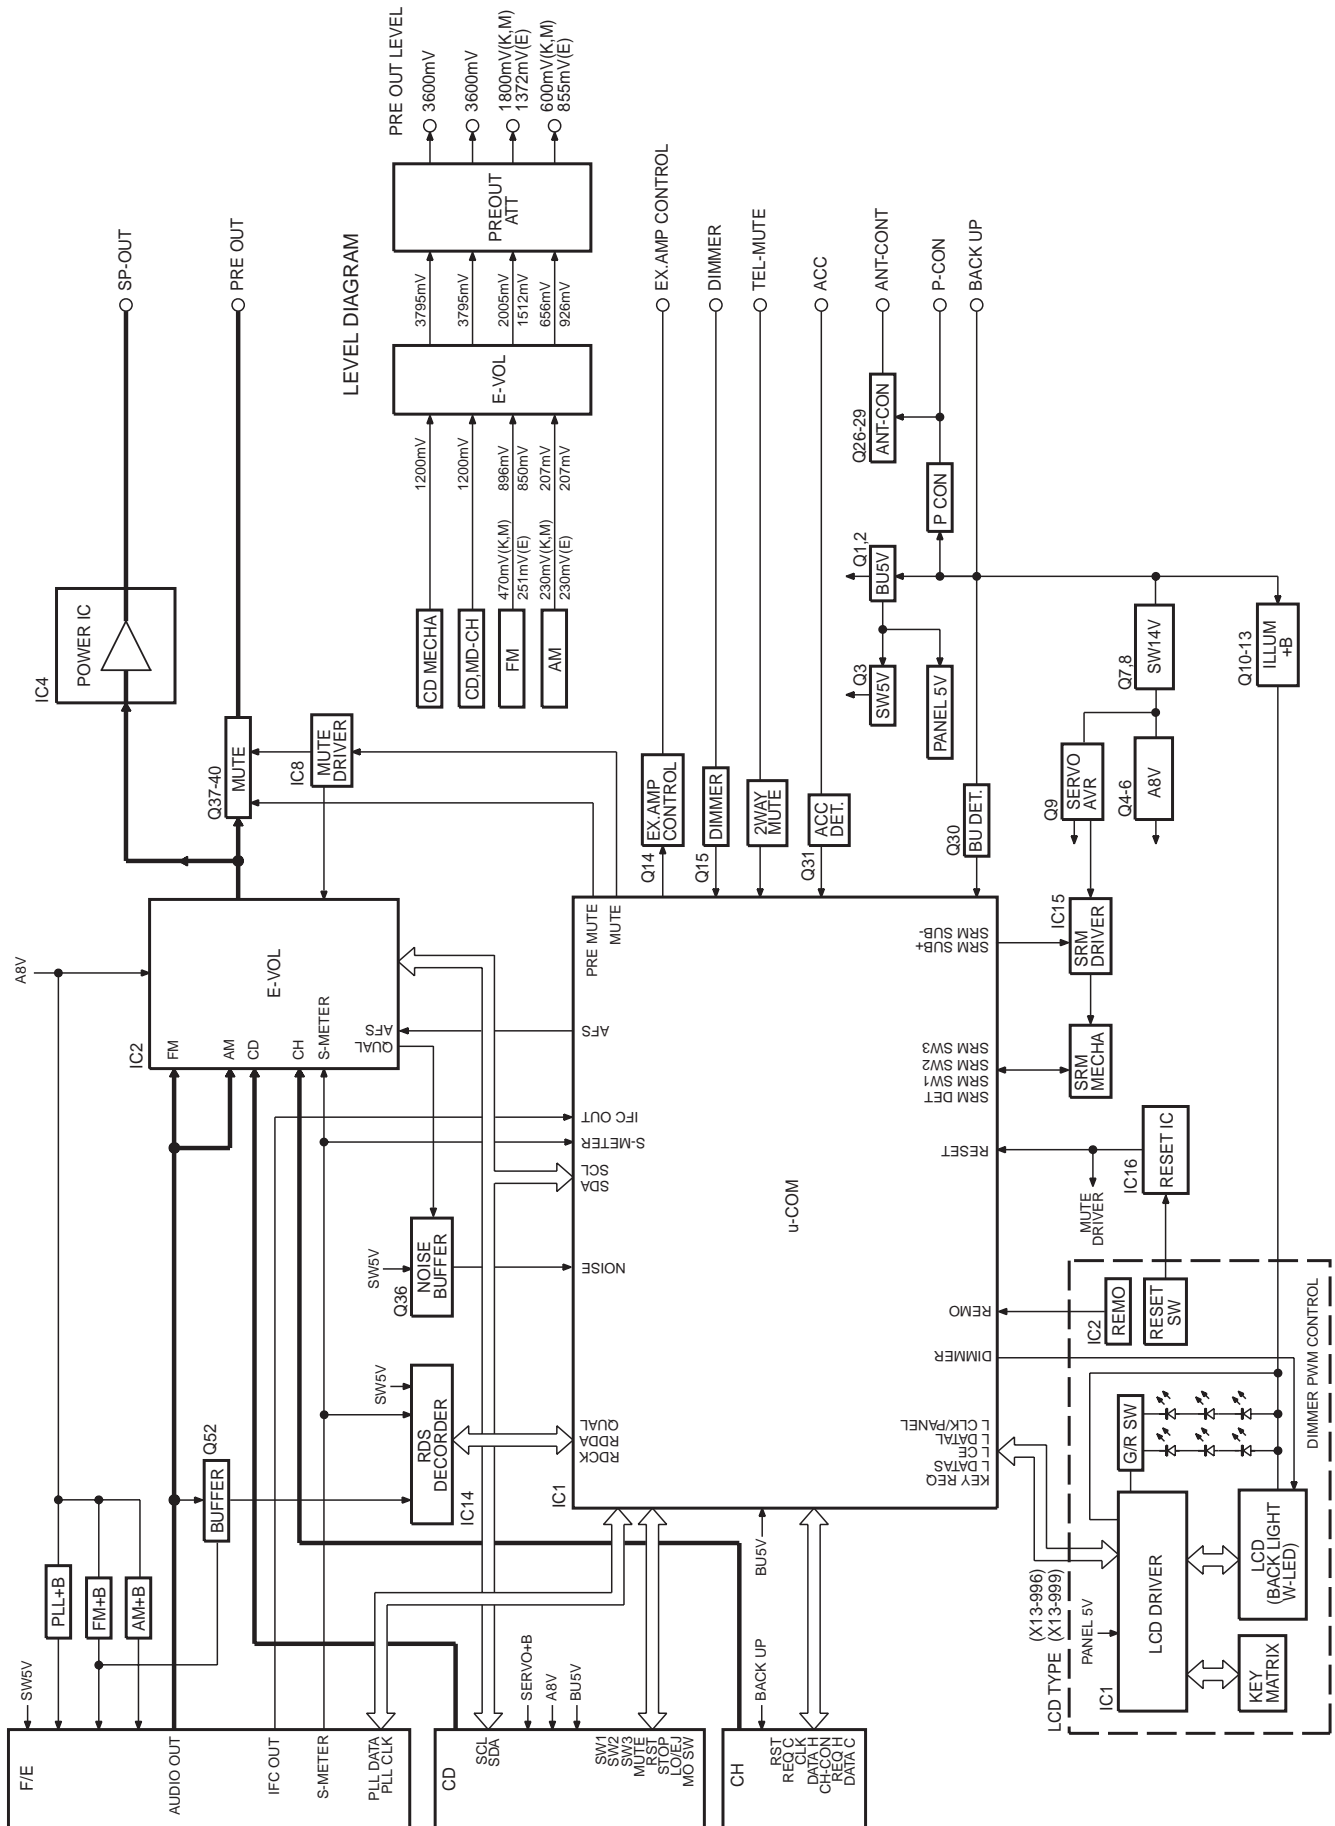 PRE OUT LEVEL
3600mV
3600mV
1800mV(K,M)
1372mV(E)
600mV(K,M)
855mV(E)
PREOUT
ATT
LEVEL DIAGRAM
3795mV
3795mV
2005mV
1512mV
656mV
926mV
E-VOL
1200mV
1200mV
896mV
850mV
207mV
207mV
470mV(K,M)
251mV(E)
230mV(K,M)
230mV(E)
CD MECHA
CD,MD-CH
FM
AM
SP-OUT
PRE OUT
IC4
POWER IC
Q37-40
MUTE
IC8
MUTE
DRIVER
EX.AMP CONTROL
DIMMER
TEL-MUTE
ACC
ANT-CONT
P-CON
BACK UP
Q26-29
ANT-CON
P CON
Q1,2
BU5V
Q3
SW5V
PANEL 5V
Q7,8
SW14V
Q10-13
ILLUM
+B
Q9
SERVO
AVR
Q4-6
A8V
Q14
EX.AMP
CONTROL
Q15
DIMMER
2WAY
MUTE
Q31
ACC
DET.
Q30
BU DET.
A8V
IC2
E-VOL
FM
AM
CD
CH
S-METER
AFS
QUAL
PRE MUTE
MUTE
AFS
IFC OUT
S-METER
SCL
SDA
NOISE
QUAL
RDDA
RDCK
IC1
u-COM
SRM SUB-
SRM SUB+
SRM SW3
SRM SW2
SRM SW1
SRM DET
RESET
REMO
DIMMER
L CLK/PANEL
L DATAL
L CE
L DATAS
KEY REQ
IC15
SRM
DRIVER
SRM
MECHA
IC16
RESET IC
MUTE
DRIVER
SW5V
Q36
NOISE
BUFFER
SW5V
IC14
RDS
DECORDER
Q52
BUFFER
PLL+B
FM+B
AM+B
BU5V
IC2
REMO
RESET
SW
G/R SW
DIMMER PWM CONTROL
LCD TYPE
(X13-996)
(X13-999)
PANEL 5V
IC1
LCD DRIVER
LCD
(BACK LIGHT
W-LED)
KEY
MATRIX
F/E
SW5V
AUDIO OUT
IFC OUT
S-METER
PLL DATA
PLL CLK
CD
SCL
SDA
SERVO+B
A8V
BU5V
SW1
SW2
SW3
MUTE
RST
STOP
LO/EJ
MO SW
CH
BACK UP
RST
REQ C
CLK
DATA H
CH-CON
REQ H
DATA C